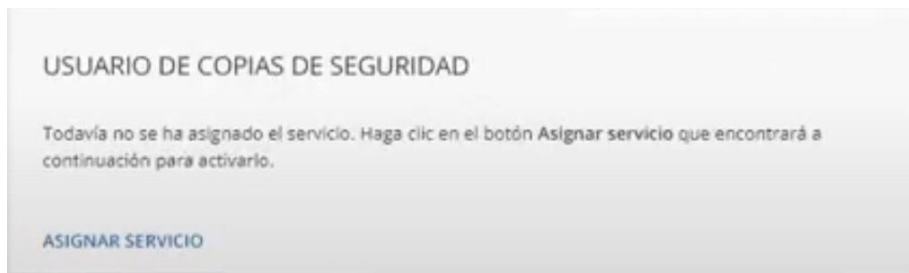 USUARIO DE COPIAS DE SEGURIDAD
Todavía no se ha asignado el servicio. Haga clic en el botón Asignar servicio que encontrará a
continuación para activarlo.
ASIGNAR SERVICIO